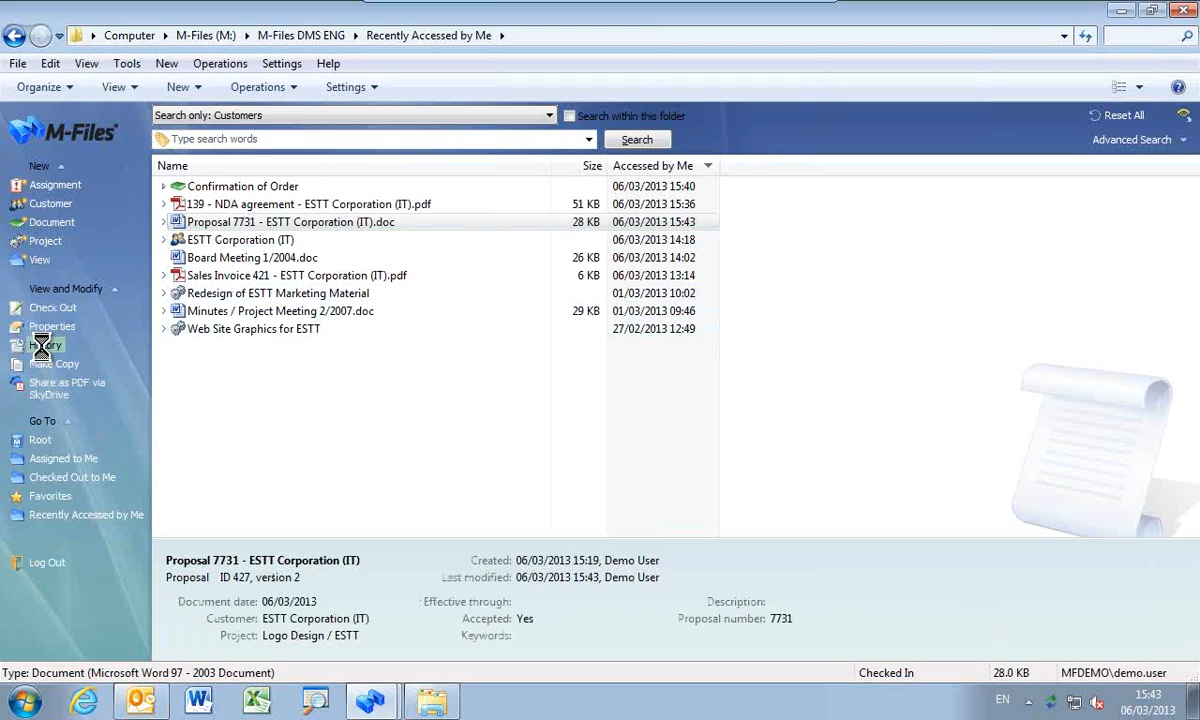 Computer M-Files (M:) M-Files DMS ENG Recently Accessed by Me
File Edit View Tools New Operations Settings Help
Organize View New Operations Settings
M-Files
Search only: Customers Search within this folder
Reset All
Type search words Search
Advanced Search
New
Assignment
Customer
Document
Project
View
View and Modify
Check Out
Properties
Make Copy
Share as PDF via
SkyDrive
Go To
Root
Assigned to Me
Checked Out to Me
Favorites
Recently Accessed by Me
Log Out
Name Size Accessed by Me
Confirmation of Order 06/03/2013 15:40
139 - NDA agreement - ESTT Corporation (IT).pdf 51 KB 06/03/2013 15:36
Proposal 7731 - ESTT Corporation (IT).doc 28 KB 06/03/2013 15:43
ESTT Corporation (IT) 06/03/2013 14:18
Board Meeting 1/2004.doc 26 KB 06/03/2013 14:02
Sales Invoice 421 - ESTT Corporation (IT).pdf 6 KB 06/03/2013 13:14
Redesign of ESTT Marketing Material 01/03/2013 10:02
Minutes / Project Meeting 2/2007.doc 29 KB 01/03/2013 09:46
Web Site Graphics for ESTT 27/02/2013 12:49
Proposal 7731 - ESTT Corporation (IT) Created: 06/03/2013 15:19, Demo User
Proposal ID 427, version 2 Last modified: 06/03/2013 15:43, Demo User
Document date: 06/03/2013 Effective through: Description:
Customer: ESTT Corporation (IT) Accepted: Yes Proposal number: 7731
Project: Logo Design / ESTT Keywords:
Type: Document (Microsoft Word 97 - 2003 Document) Checked In 28.0 KB MFDEMO\demo.user
EN 15:43
06/03/2013